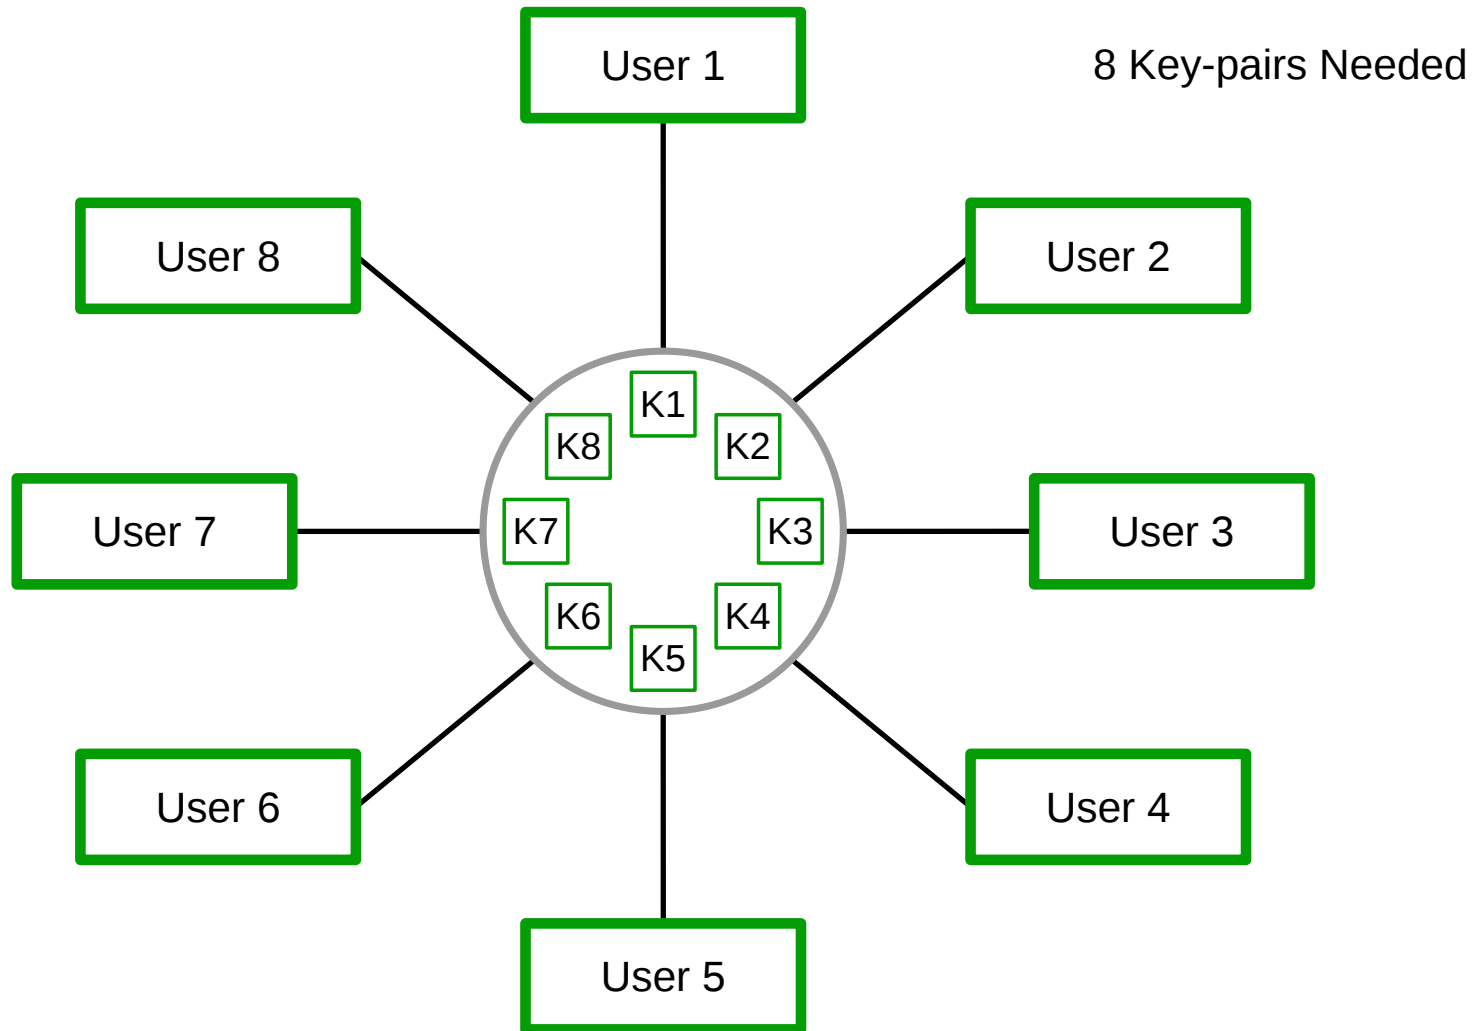 User 1
8 Key-pairs Needed
User 8
User 2
K1
K8
K2
User 7
K7
K3
User 3
K6
K4
K5
User 6
User 4
User 5